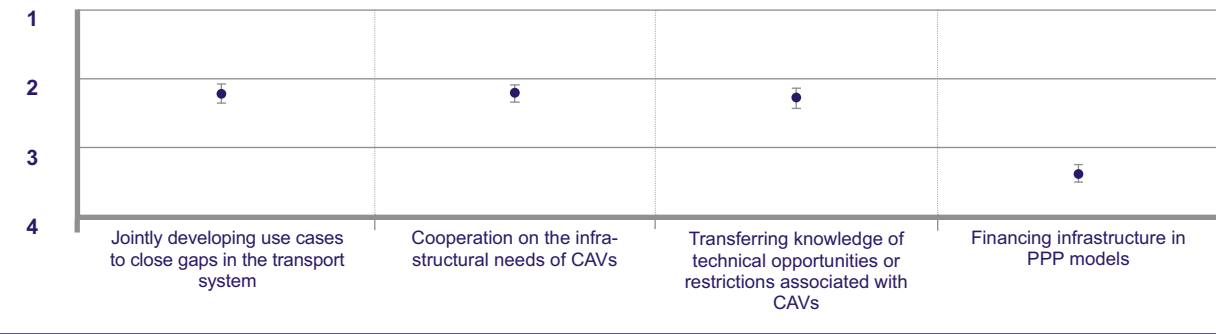 1
2
3
4
Jointly developing use cases
to close gaps in the transport
system
Cooperation on the infra-
structural needs of CAVs
Transferring knowledge of
technical opportunities or
restrictions associated with
CAVs
Financing infrastructure in
PPP models